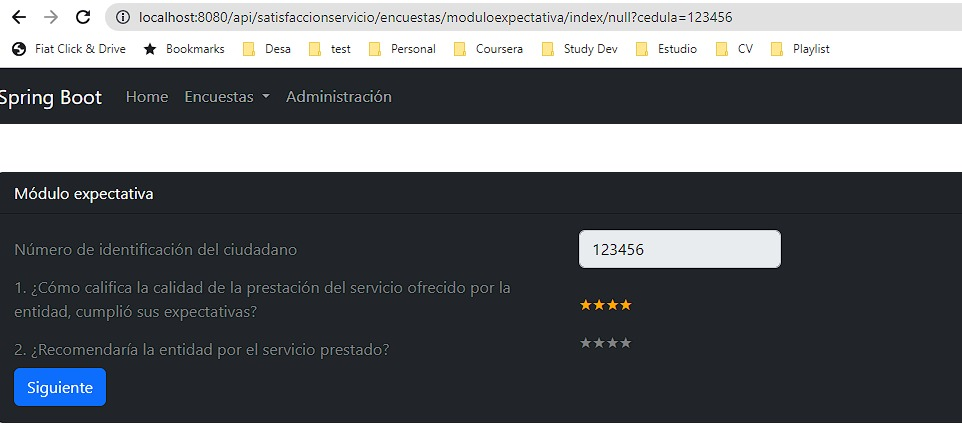 localhost:8080/api/satisfaccionservicio/encuestas/moduloexpectativa/index/null?cedula=123456
Fiat Click & Drive Bookmarks Desa test Personal Coursera Study Dev Estudio CV Playlist
Spring Boot Home Encuestas Administración
Módulo expectativa
Número de identificación del ciudadano 123456
1. ¿Cómo califica la calidad de la prestación del servicio ofrecido por la
entidad, cumplió sus expectativas? ★★★★
2. ¿Recomendaría la entidad por el servicio prestado? ★★★★
Siguiente